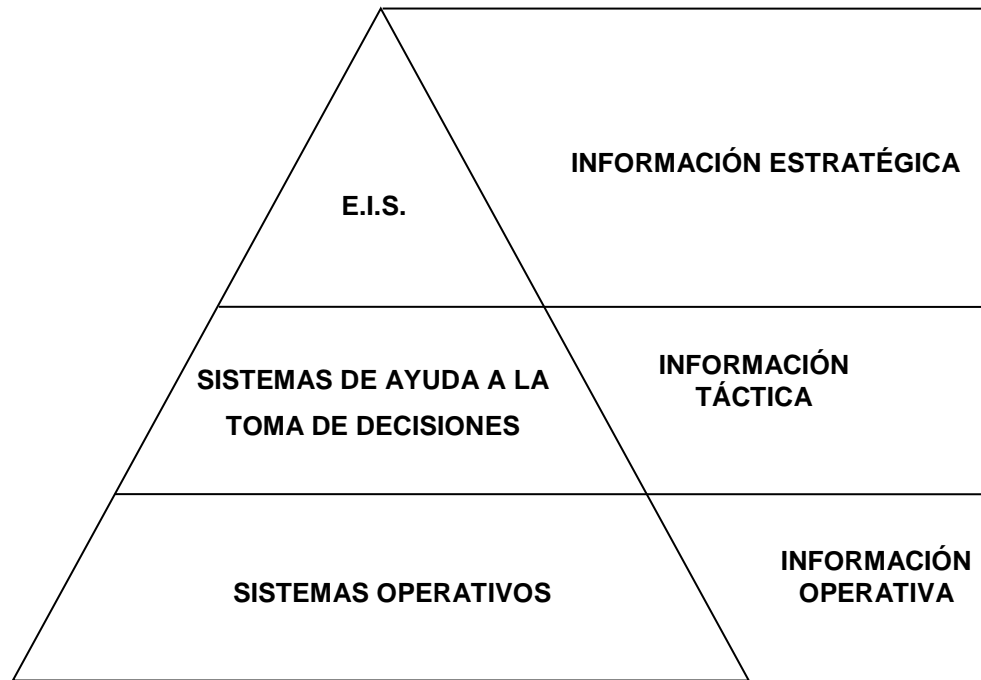 INFORMACIÓN ESTRATÉGICA
E.I.S.
SISTEMAS DE AYUDA A LA
TOMA DE DECISIONES
INFORMACIÓN
TÁCTICA
SISTEMAS OPERATIVOS
INFORMACIÓN
OPERATIVA